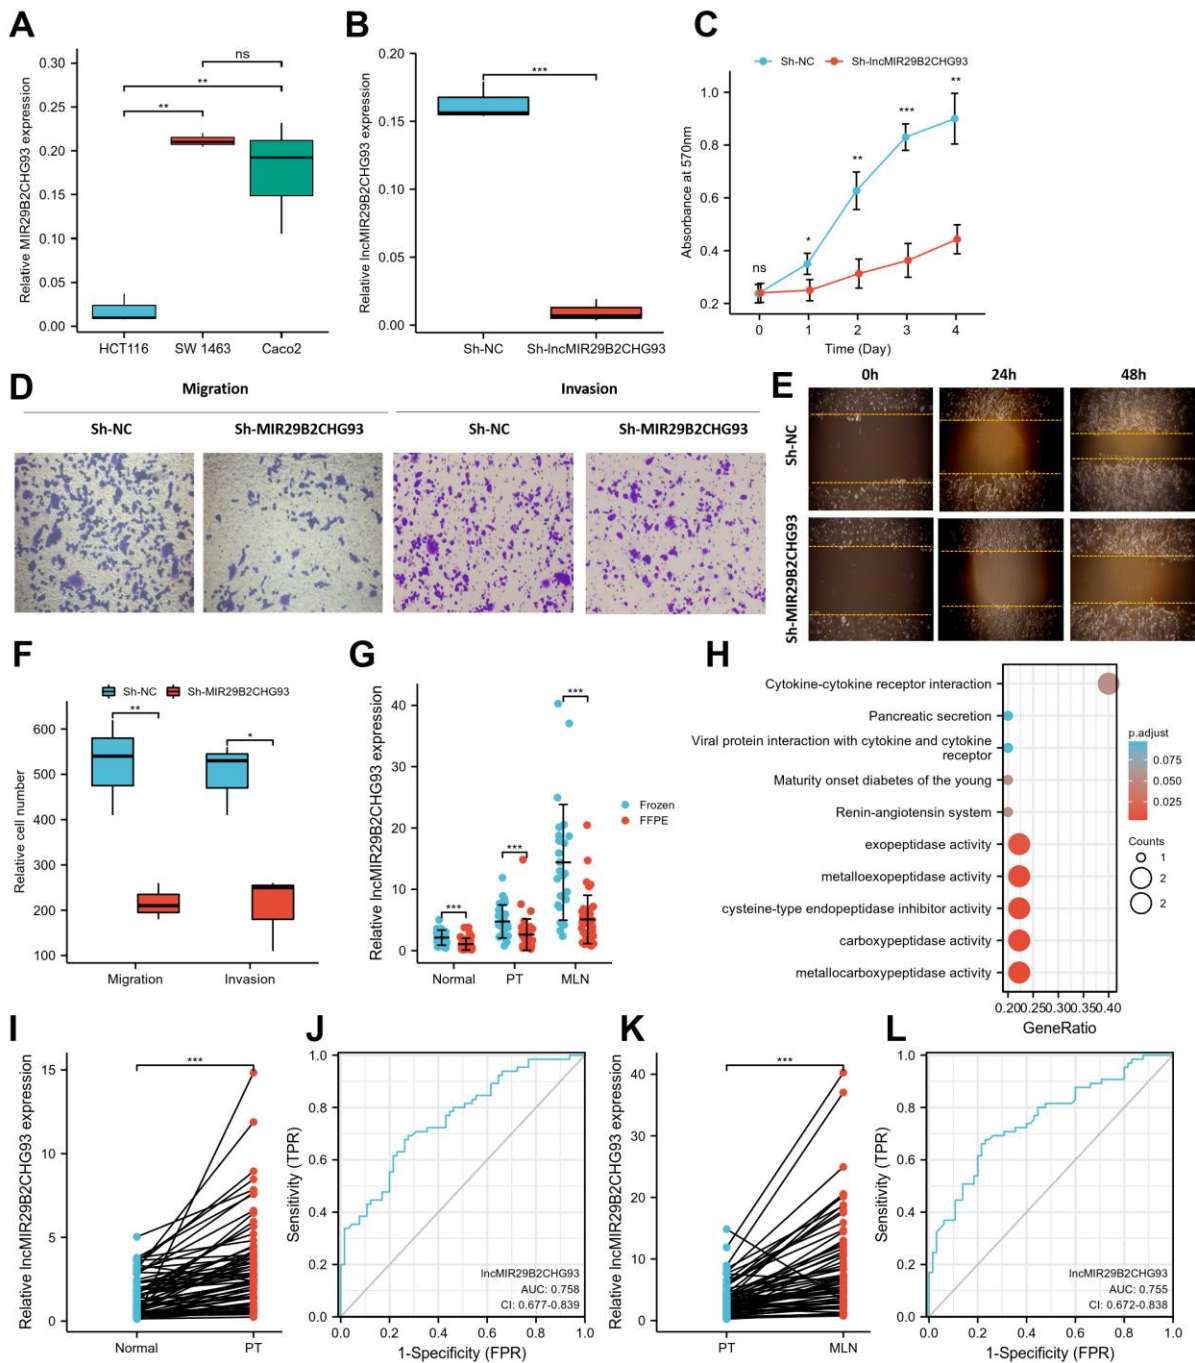 A
Relative MIR29B2CHG93 expression
0.30
0.25
0.20
0.15
0.10
0.05
0.00
ns
**
**
HCT116 SW 1463 Caco2
B
Relative lncMIR29B2CHG93 expression
0.20
0.15
0.10
0.05
0.00
***
Sh-NC Sh-lncMIR29B2CHG93
C
Sh-NC Sh-lncMIR29B2CHG93
Absorbance at 570nm
1.0
0.8
0.6
0.4
0.2
ns
*
**
***
**
0 1 2 3 4
Time (Day)
D
Migration Invasion
Sh-NC Sh-MIR29B2CHG93 Sh-NC Sh-MIR29B2CHG93
E
0h 24h 48h
Sh-NC
Sh-MIR29B2CHG93
F
Sh-NC Sh-MIR29B2CHG93
Relative cell number
600
500
400
300
200
100
**
*
Migration Invasion
G
Relative lncMIR29B2CHG93 expression
40
30
20
10
0
***
***
***
Frozen
FFPE
Normal PT MLN
H
Cytokine-cytokine receptor interaction
Pancreatic secretion
Viral protein interaction with cytokine and cytokine
receptor
Maturity onset diabetes of the young
Renin-angiotensin system
exopeptidase activity
metalloexopeptidase activity
cysteine-type endopeptidase inhibitor activity
carboxypeptidase activity
metallocarboxypeptidase activity
0.200.250.300.350.40
GeneRatio
p.adjust
0.075
0.050
0.025
Counts
1
2
2
I
Relative lncMIR29B2CHG93 expression
15
10
5
0
***
Normal PT
J
Sensitivity (TPR)
1.0
0.8
0.6
0.4
0.2
0.0
lncMIR29B2CHG93
AUC: 0.758
CI: 0.677-0.839
0.0 0.2 0.4 0.6 0.8 1.0
1-Specificity (FPR)
K
Relative lncMIR29B2CHG93 expression
40
30
20
10
0
***
PT MLN
L
Sensitivity (TPR)
1.0
0.8
0.6
0.4
0.2
0.0
lncMIR29B2CHG93
AUC: 0.755
CI: 0.672-0.838
0.0 0.2 0.4 0.6 0.8 1.0
1-Specificity (FPR)